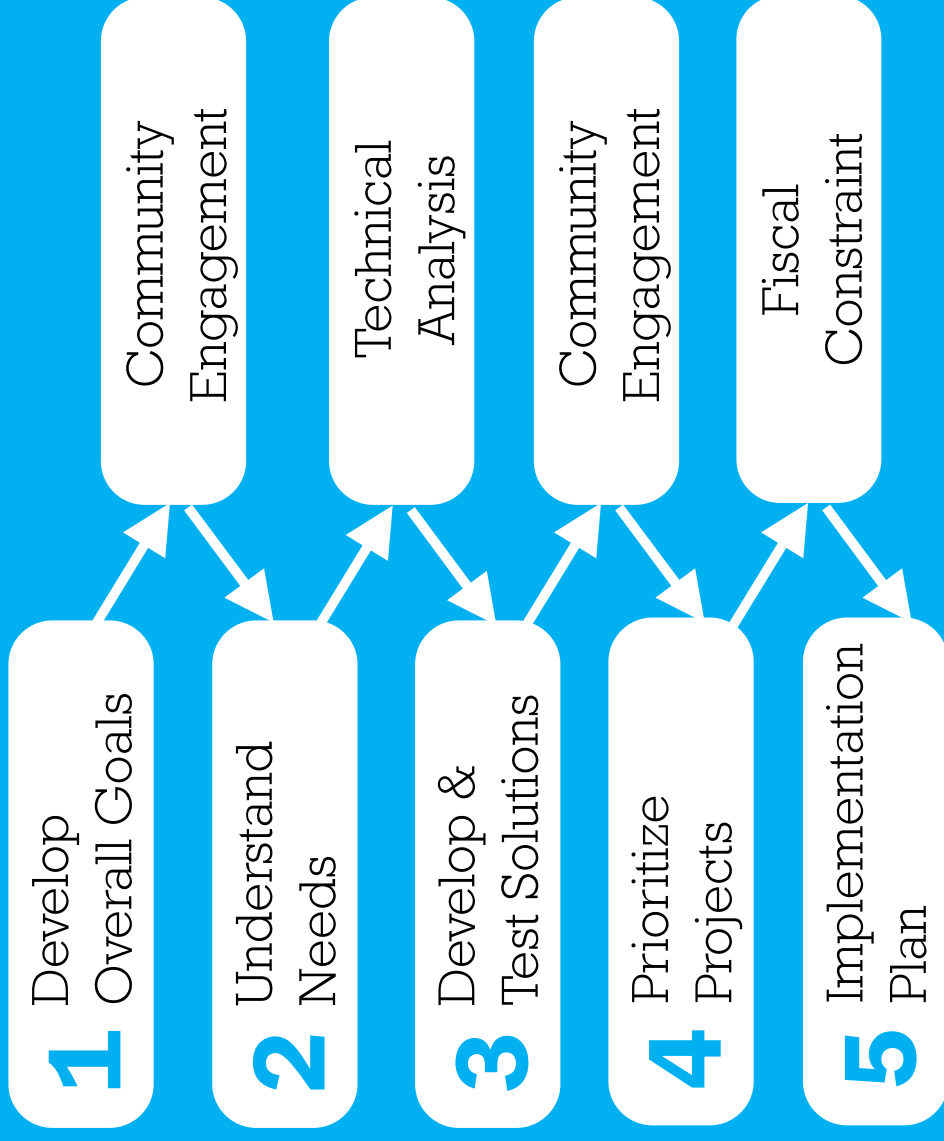 1
Develop
Overall Goals
Community
Engagement
2
Understand
Needs
Technical
Analysis
3
Develop &
Test Solutions
Community
Engagement
4
Prioritize
Projects
Fiscal
Constraint
5
Implementation
Plan